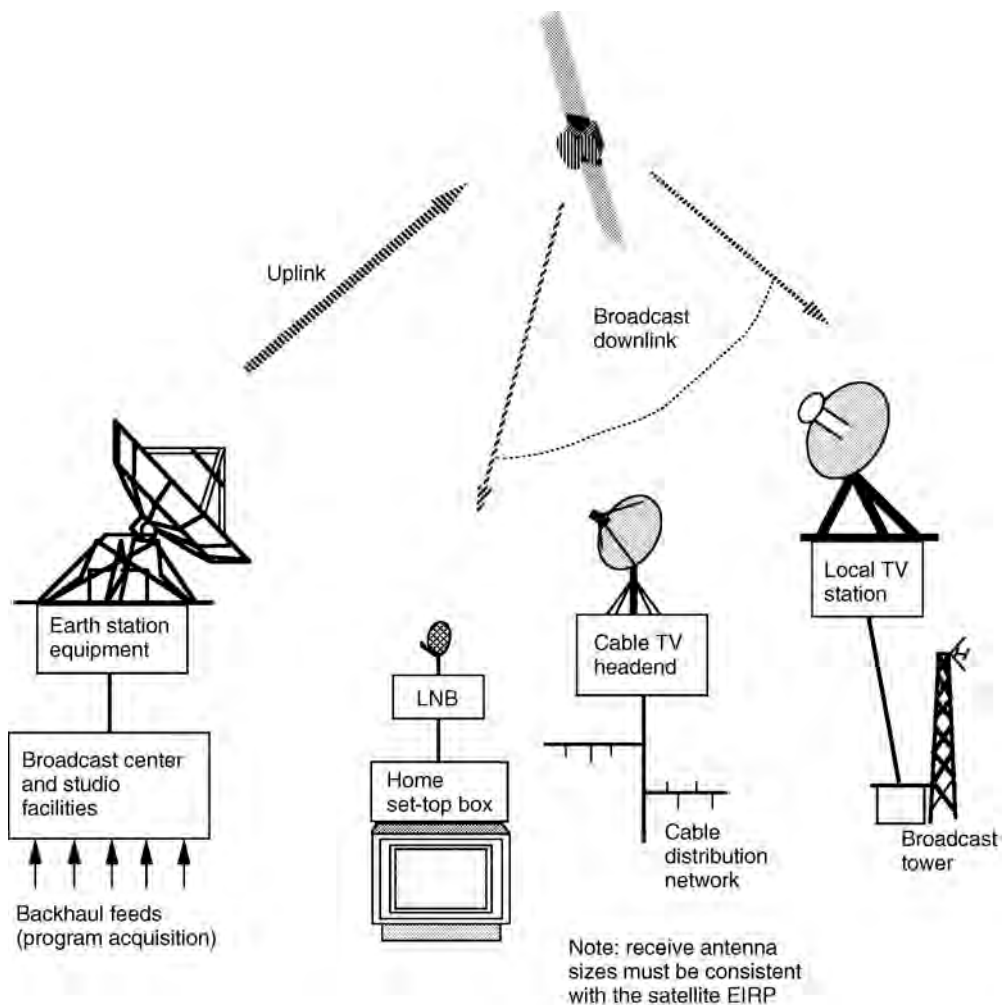 Uplink
Broadcast
downlink
Earth station
equipment
Broadcast center
and studio
facilities
Backhaul feeds
(program acquisition)
LNB
Home
set-top box
Cable TV
headend
Cable
distribution
network
Local TV
station
Broadcast
tower
Note: receive antenna
sizes must be consistent
with the satellite EIRP